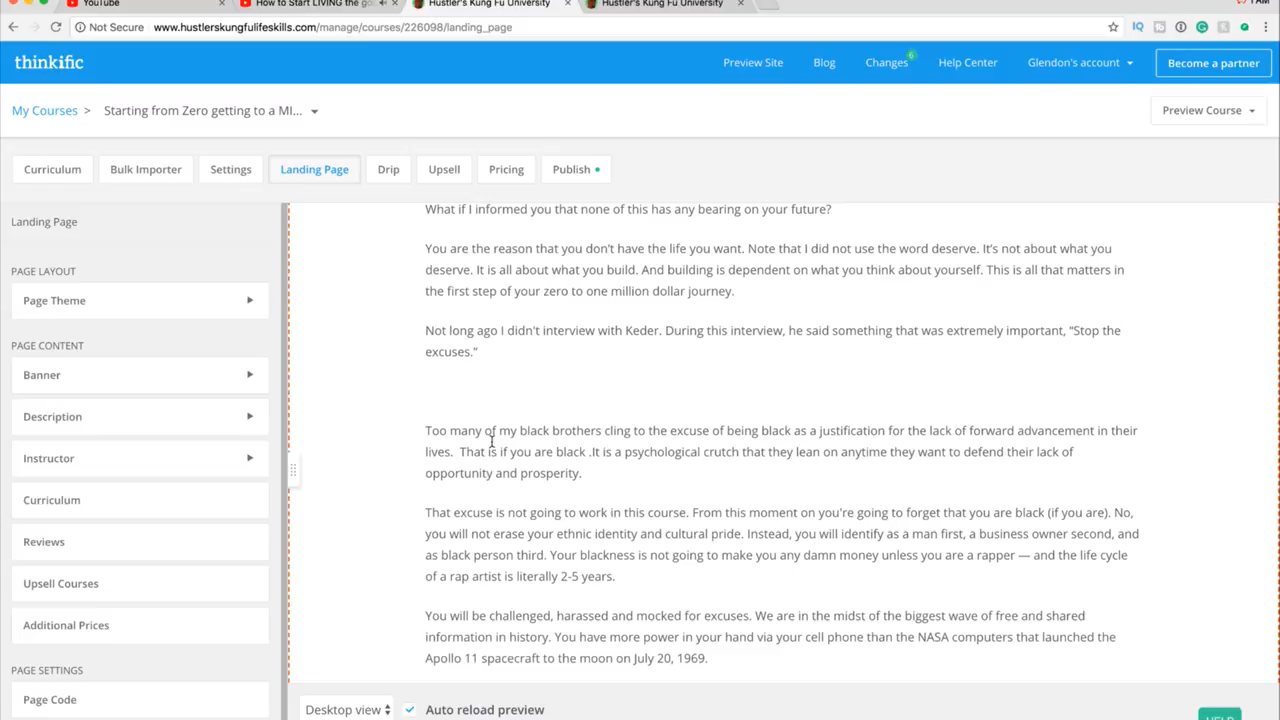 YouTube
How to Start LIVING the go
Hustler's Kung Fu University
Hustler's Kung Fu University
Not Secure
www.hustlerskungfulifeskills.com/manage/courses/226098/landing_page
thinkific
Preview Site
Blog
Changes
6
Help Center
Glendon's account
Become a partner
My Courses >
Starting from Zero getting to a MI...
Preview Course
Curriculum
Bulk Importer
Settings
Landing Page
Drip
Upsell
Pricing
Publish
Landing Page
PAGE LAYOUT
Page Theme
PAGE CONTENT
Banner
Description
Instructor
Curriculum
Reviews
Upsell Courses
Additional Prices
PAGE SETTINGS
Page Code
What if I informed you that none of this has any bearing on your future?
You are the reason that you don't have the life you want. Note that I did not use the word deserve. It's not about what you
deserve. It is all about what you build. And building is dependent on what you think about yourself. This is all that matters in
the first step of your zero to one million dollar journey.
Not long ago I didn't interview with Keder. During this interview, he said something that was extremely important, “Stop the
excuses.”
Too many of my black brothers cling to the excuse of being black as a justification for the lack of forward advancement in their
lives.  That is if you are black .It is a psychological crutch that they lean on anytime they want to defend their lack of
opportunity and prosperity.
That excuse is not going to work in this course. From this moment on you're going to forget that you are black (if you are). No,
you will not erase your ethnic identity and cultural pride. Instead, you will identify as a man first, a business owner second, and
as black person third. Your blackness is not going to make you any damn money unless you are a rapper — and the life cycle
of a rap artist is literally 2-5 years.
You will be challenged, harassed and mocked for excuses. We are in the midst of the biggest wave of free and shared
information in history. You have more power in your hand via your cell phone than the NASA computers that launched the
Apollo 11 spacecraft to the moon on July 20, 1969.
Desktop view
Auto reload preview
HELP